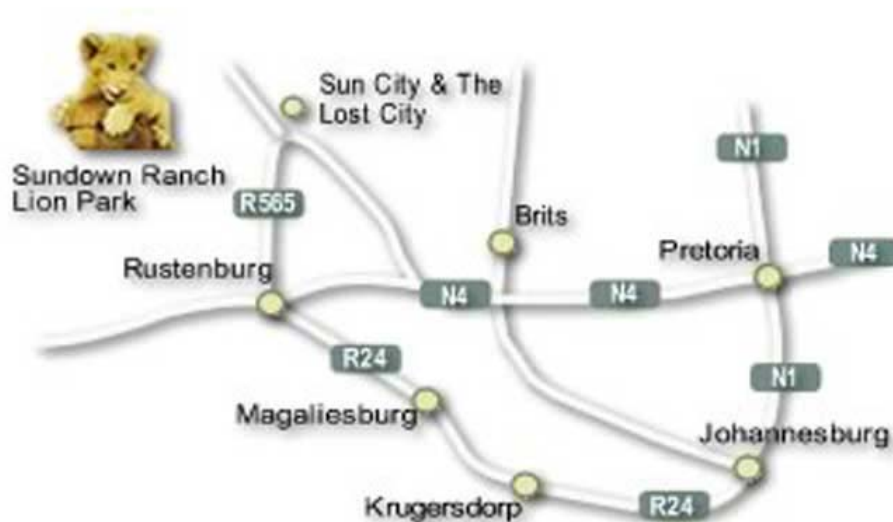 Sun City & The
Lost City
Sundown Ranch
Lion Park
R565
N1
Brits
Pretoria
N4
Rustenburg
N4
N4
R24
N1
Magaliesburg
Johannesburg
Krugersdorp
R24